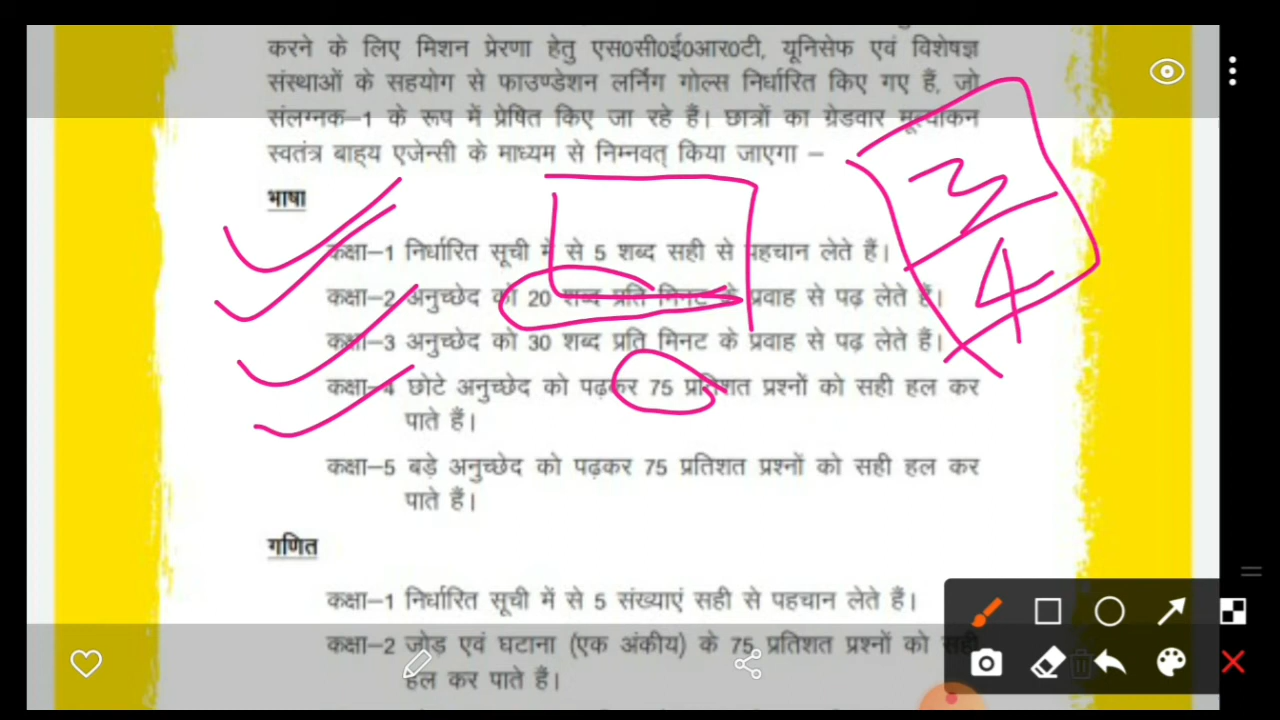 करने के लिए मिशन प्रेरणा हेतु एस0सी0ई0आर0टी, यूनिसेफ एवं विशेषज्ञ
संस्थाओं के सहयोग से फाउण्डेशन लर्निंग गोल्स निर्धारित किए गए हैं, जो
संलग्नक-1 के रूप में प्रेषित किए जा रहे हैं। छात्रों का ग्रेडवार मूल्यांकन
स्वतंत्र बाह्य एजेन्सी के माध्यम से निम्नवत् किया जाएगा –
भाषा
कक्षा-1 निर्धारित सूची में से 5 शब्द सही से पहचान लेते हैं।
कक्षा-2 अनुच्छेद को 20 शब्द प्रति मिनट के प्रवाह से पढ़ लेते हैं।
कक्षा-3 अनुच्छेद को 30 शब्द प्रति मिनट के प्रवाह से पढ़ लेते हैं।
कक्षा-4 छोटे अनुच्छेद को पढ़कर 75 प्रतिशत प्रश्नों को सही हल कर
पाते हैं।
कक्षा-5 बड़े अनुच्छेद को पढ़कर 75 प्रतिशत प्रश्नों को सही हल कर
पाते हैं।
गणित
कक्षा-1 निर्धारित सूची में से 5 संख्याएं सही से पहचान लेते हैं।
कक्षा-2 जोड़ एवं घटाना (एक अंकीय) के 75 प्रतिशत प्रश्नों को सही
हल कर पाते हैं।
3
4